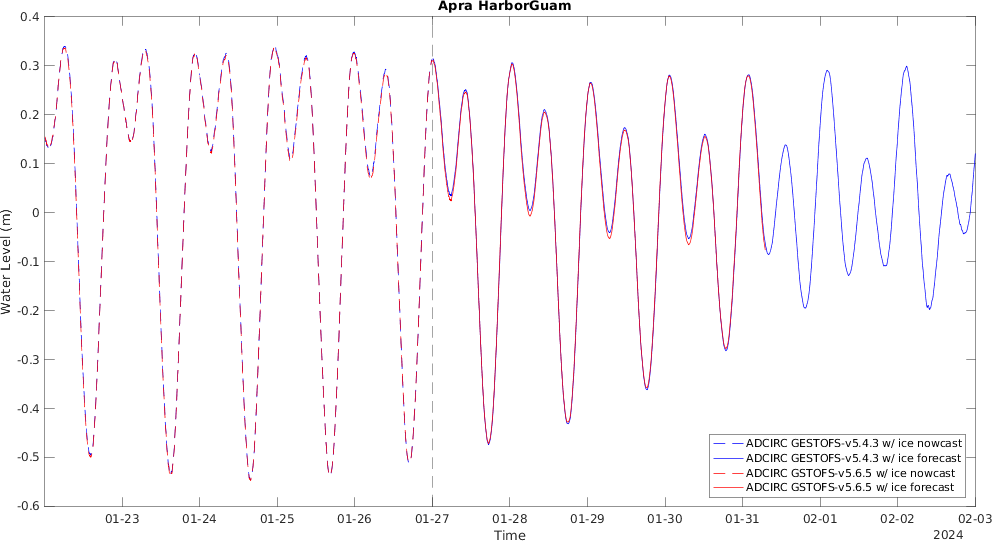 Apra HarborGuam
0.4
0.3
0.2
0.1
0
-0.1
-0.2
-0.3
-0.4
-0.5
-0.6
Water Level (m)
ADCIRC GESTOFS-v5.4.3 w/ ice nowcast
ADCIRC GESTOFS-v5.4.3 w/ ice forecast
ADCIRC GSTOFS-v5.6.5 w/ ice nowcast
ADCIRC GSTOFS-v5.6.5 w/ ice forecast
01-23 01-24 01-25 01-26 01-27 01-28 01-29 01-30 01-31 02-01 02-02 02-03
Time
2024